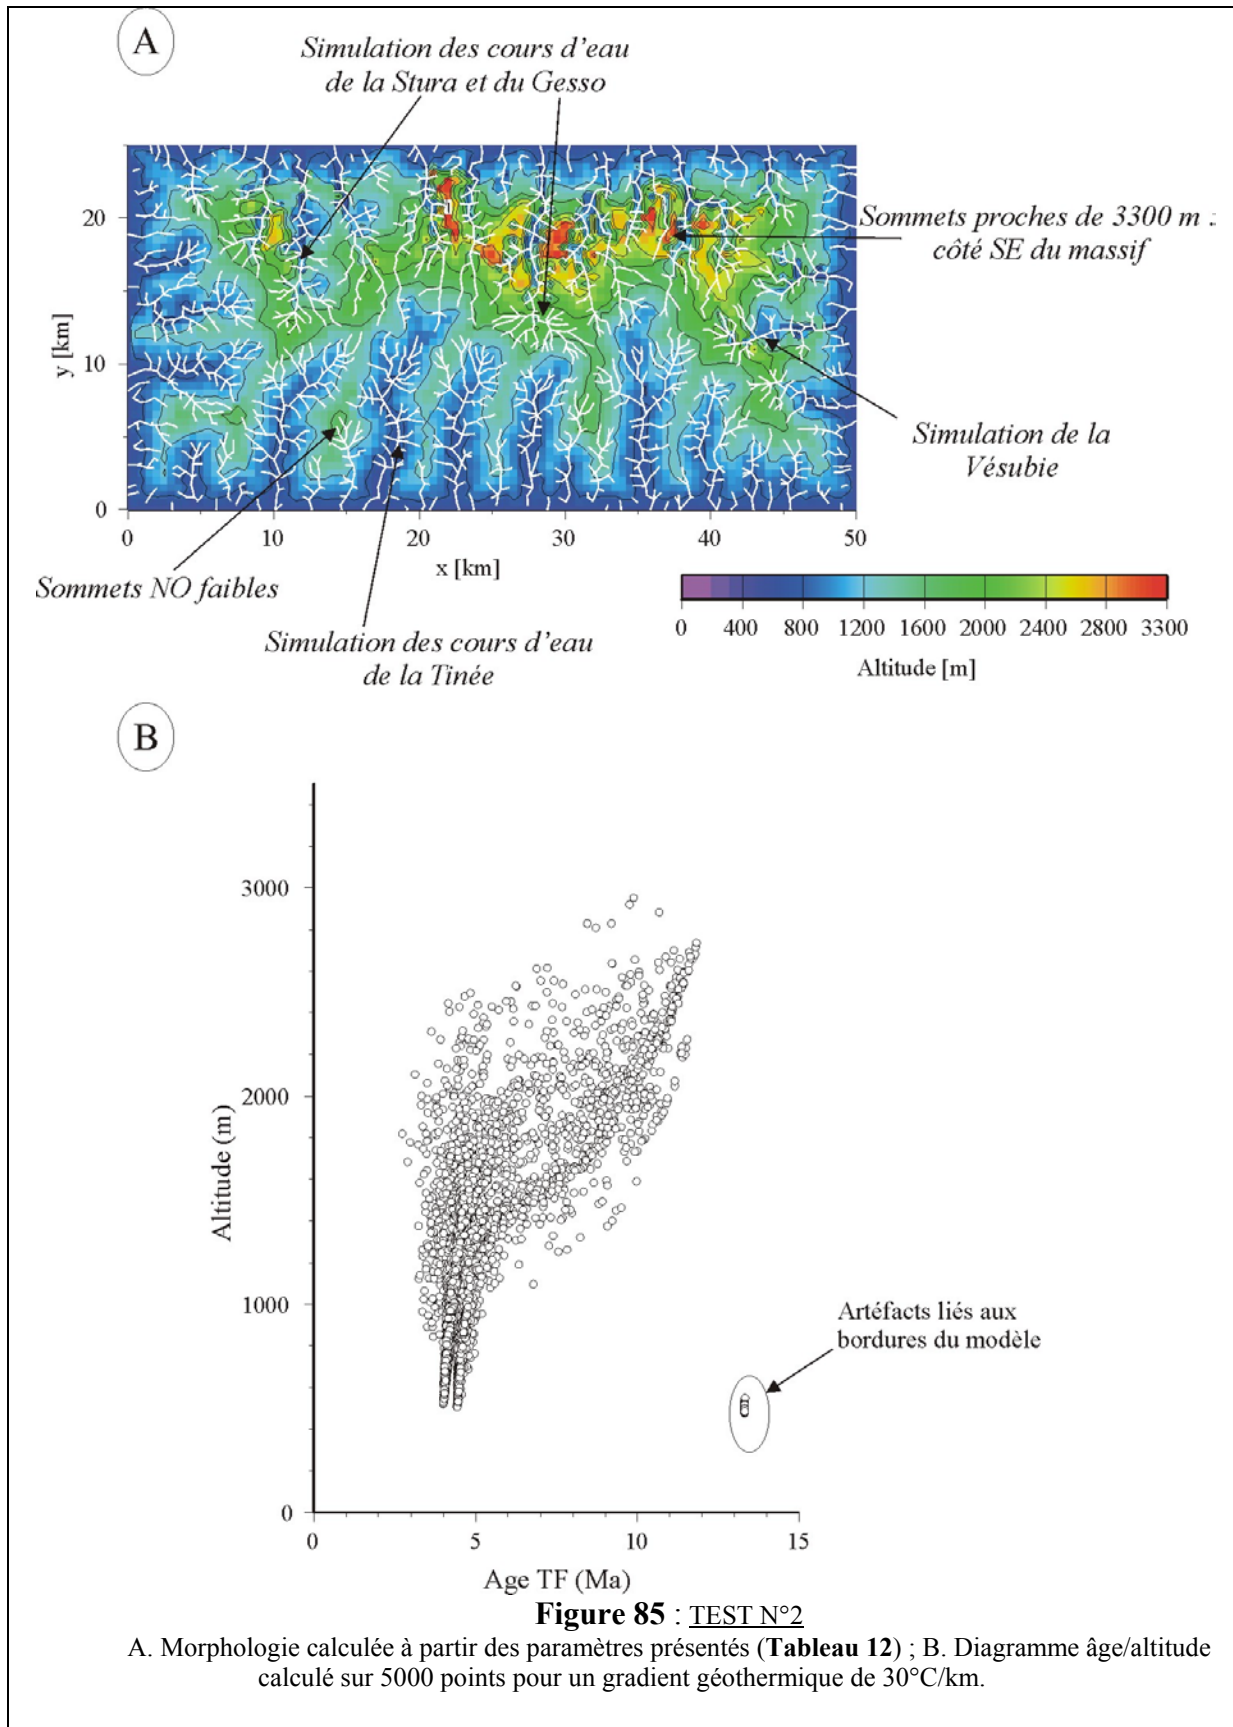 A
Simulation des cours d'eau
de la Stura et du Gesso
Sommets proches de 3300 m
côté SE du massif
Simulation de la
Vésubie
Sommets NO faibles
Simulation des cours d'eau
de la Tinée
y [km]
20
10
0
0
10
20
30
40
50
x [km]
0
400
800
1200
1600
2000
2400
2800
3300
Altitude [m]
B
3000
2000
1000
0
Altitude (m)
Artéfacts liés aux
bordures du modèle
0
5
10
15
Age TF (Ma)
Figure 85 : TEST N°2
A. Morphologie calculée à partir des paramètres présentés (Tableau 12) ; B. Diagramme âge/altitude
calculé sur 5000 points pour un gradient géothermique de 30°C/km.